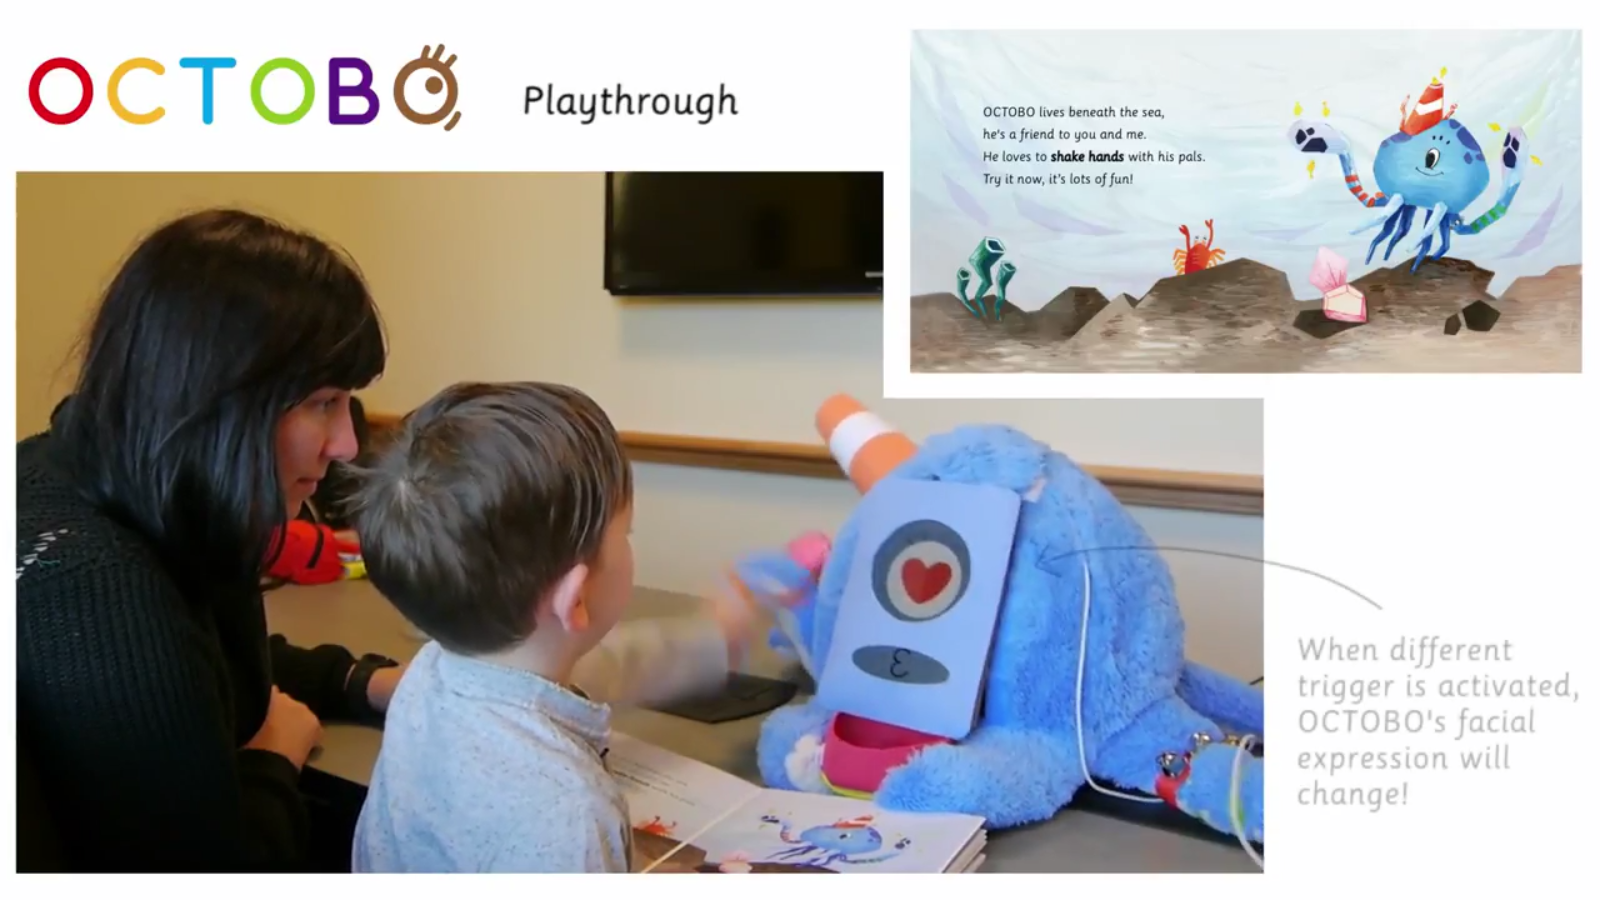 OCTOBO
Playthrough
OCTOBO lives beneath the sea,
he's a friend to you and me.
He loves to shake hands with his pals.
Try it now, it's lots of fun!
When different
trigger is activated,
OCTOBO's facial
expression will
change!